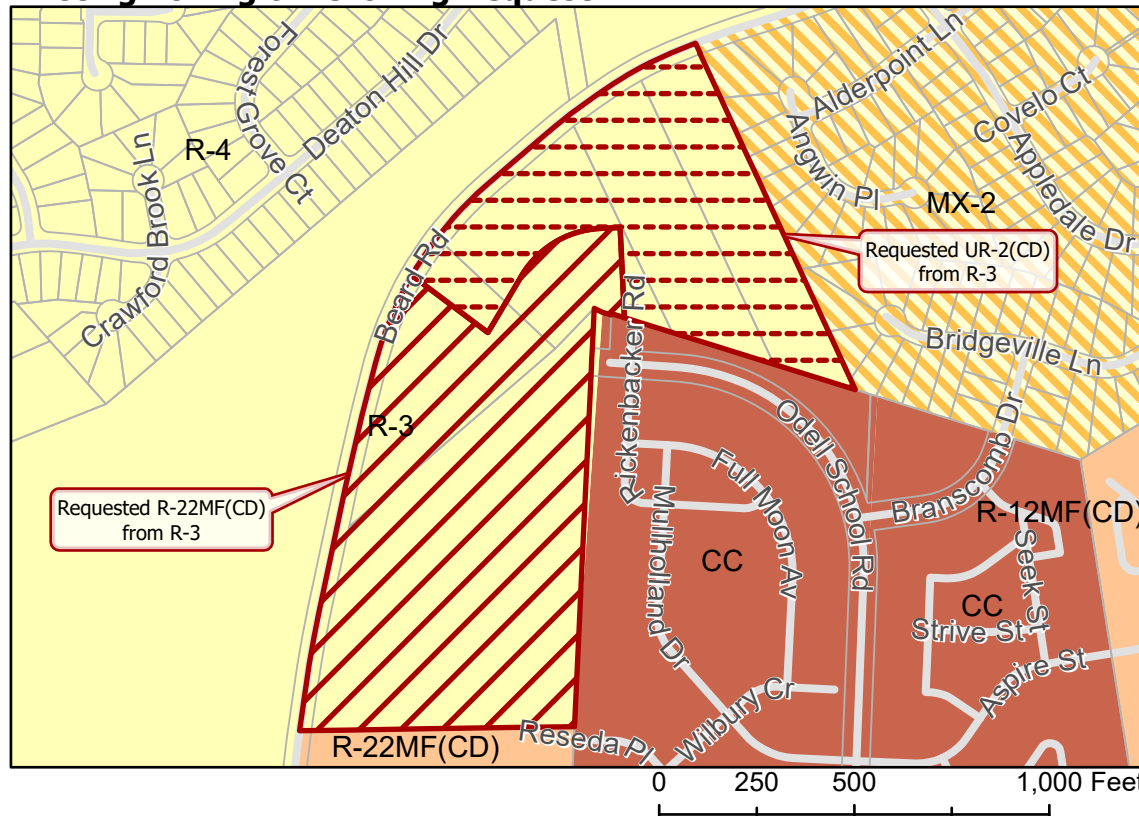 Forest Grove Ct
Deaton Hill Dr
R-4
Crawford Brook Ln
Beard Rd
Alderpoint Ln
Covelo Ct
Angwin Pl
Appledale Dr
MX-2
Requested UR-2(CD)
from R-3
Bridgeville Ln
Rickenbacker Rd
R-3
Odell School Rd
Branscomb Dr
Requested R-22MF(CD)
from R-3
Full Moon Av
Mullholland Dr
R-12MF(CD)
CC
Seek St
CC
Strive St
Aspire St
Wilbury Cr
Reseda Pl
R-22MF(CD)
0 250 500 1,000 Feet